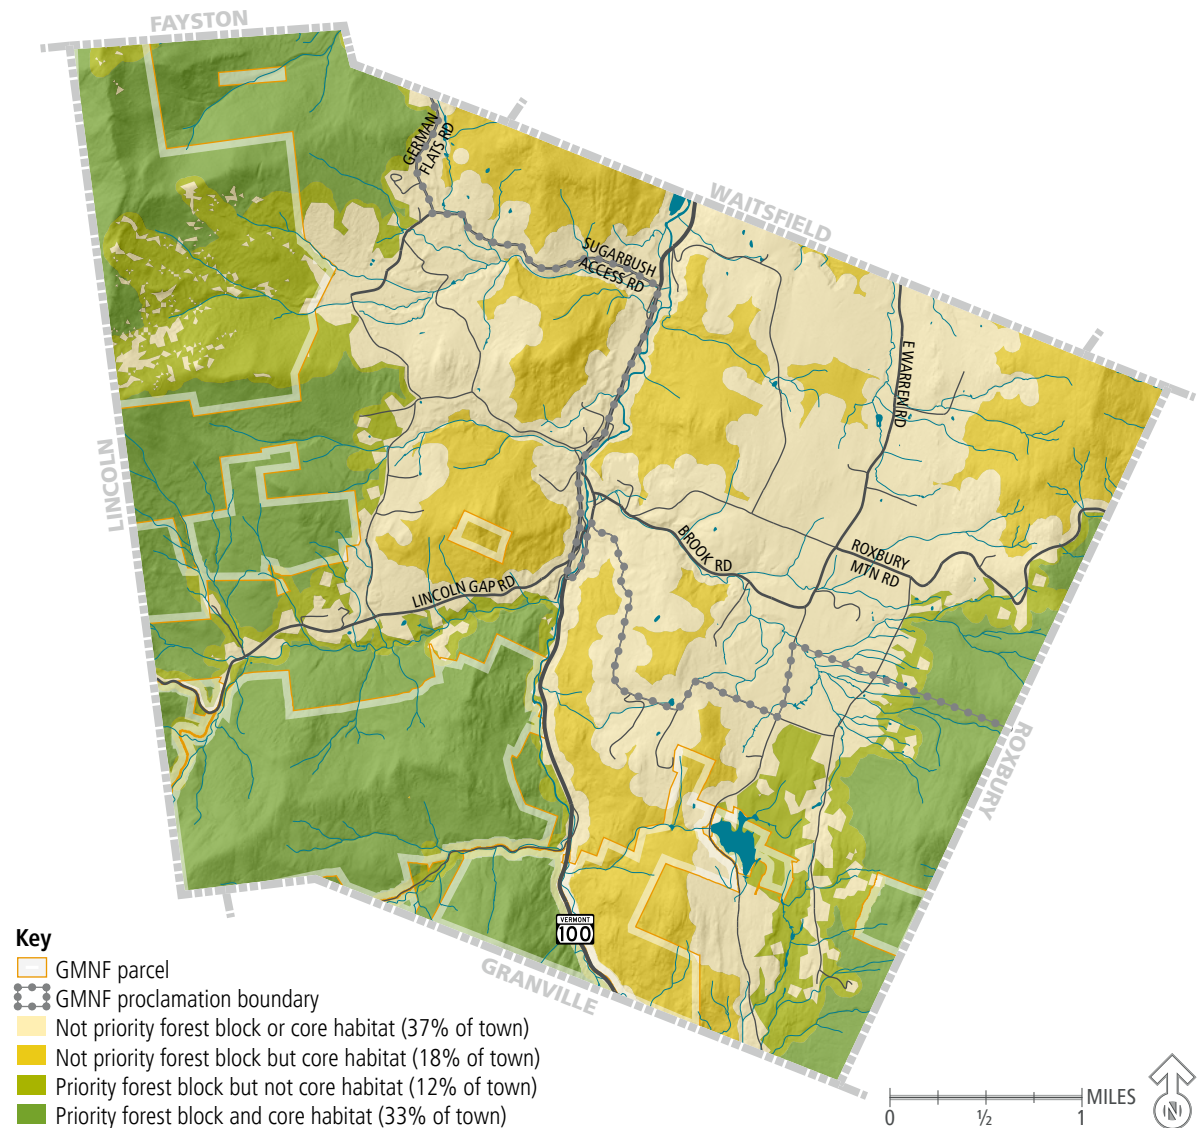 FAYSTON
GERMAN
FLATS RD
WAITSFIELD
SUGARBUSH
ACCESS RD
E WARREN RD
LINCOLN
BROOK RD
ROXBURY
MTN RD
LINCOLN GAP RD
ROXBURY
VERMONT
100
GRANVILLE
Key
GMNF parcel
GMNF proclamation boundary
Not priority forest block or core habitat (37% of town)
Not priority forest block but core habitat (18% of town)
Priority forest block but not core habitat (12% of town)
Priority forest block and core habitat (33% of town)
MILES
0 ½ 1
N